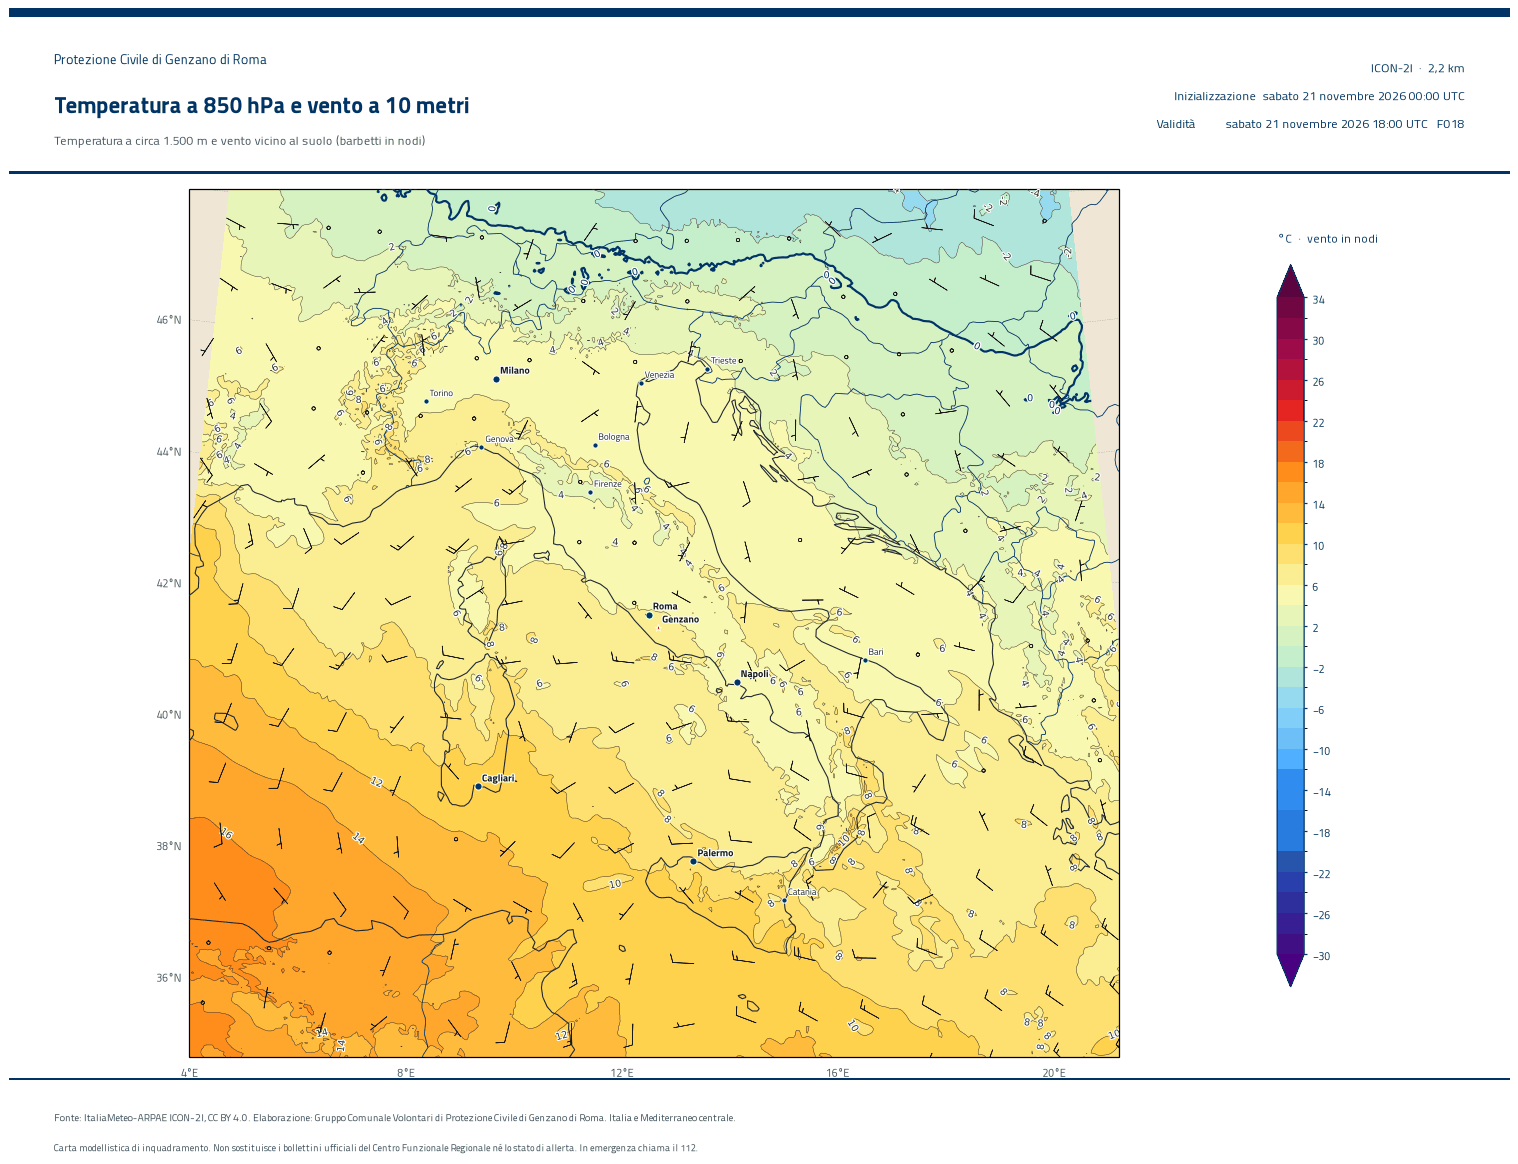 Protezione Civile di Genzano di Roma
Temperatura a 850 hPa e vento a 10 metri
Temperatura a circa 1.500 m e vento vicino al suolo (barbetti in nodi)
ICON-2I · 2,2 km
Inizializzazione sabato 21 novembre 2026 00:00 UTC
Validità sabato 21 novembre 2026 18:00 UTC F018
°C · vento in nodi
34
30
26
22
18
14
10
6
2
−2
−6
−10
−14
−18
−22
−26
−30
46°N
44°N
42°N
40°N
38°N
36°N
4°E
8°E
12°E
16°E
20°E
Milano
Torino
Venezia
Trieste
Genova
Bologna
Firenze
Roma
Genzano
Napoli
Bari
Cagliari
Palermo
Catania
Fonte: ItaliaMeteo-ARPAE ICON-2I, CC BY 4.0. Elaborazione: Gruppo Comunale Volontari di Protezione Civile di Genzano di Roma. Italia e Mediterraneo centrale.
Carta modellistica di inquadramento. Non sostituisce i bollettini ufficiali del Centro Funzionale Regionale né lo stato di allerta. In emergenza chiama il 112.